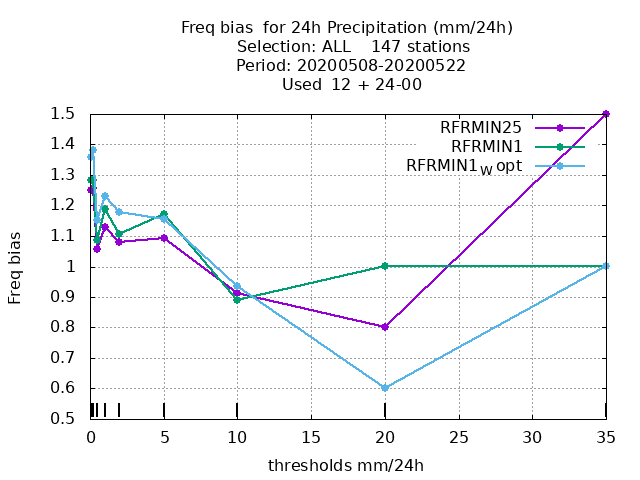 Freq bias  for 24h Precipitation (mm/24h)
Selection: ALL    147 stations
Period: 20200508-20200522
Used  12 + 24-00
RFRMIN25
RFRMIN1
RFRMIN1W opt
1.5
1.4
1.3
1.2
1.1
1
0.9
0.8
0.7
0.6
0.5
Freq bias
0 5 10 15 20 25 30 35
thresholds mm/24h